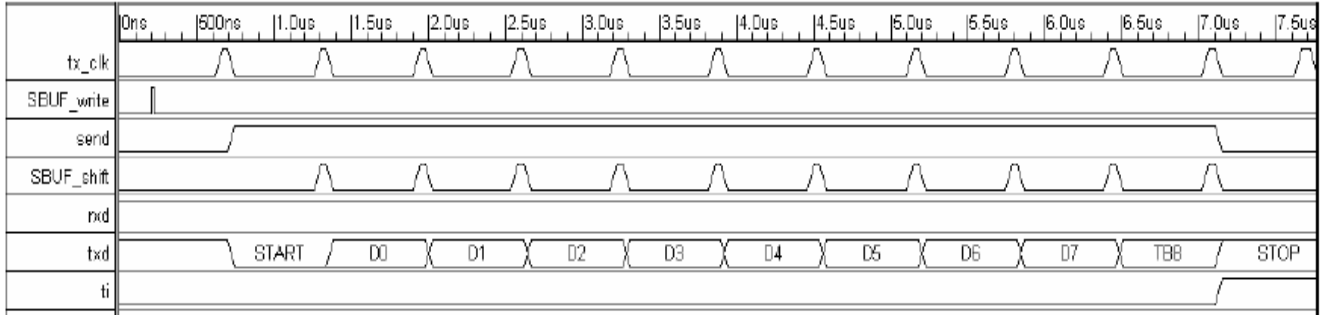 0ns 500ns 1.0us 1.5us 2.0us 2.5us 3.0us 3.5us 4.0us 4.5us 5.0us 5.5us 6.0us 6.5us 7.0us 7.5us
tx_clk
SBUF_write
send
SBUF_shift
rxd
txd START D0 D1 D2 D3 D4 D5 D6 D7 TB8 STOP
ti